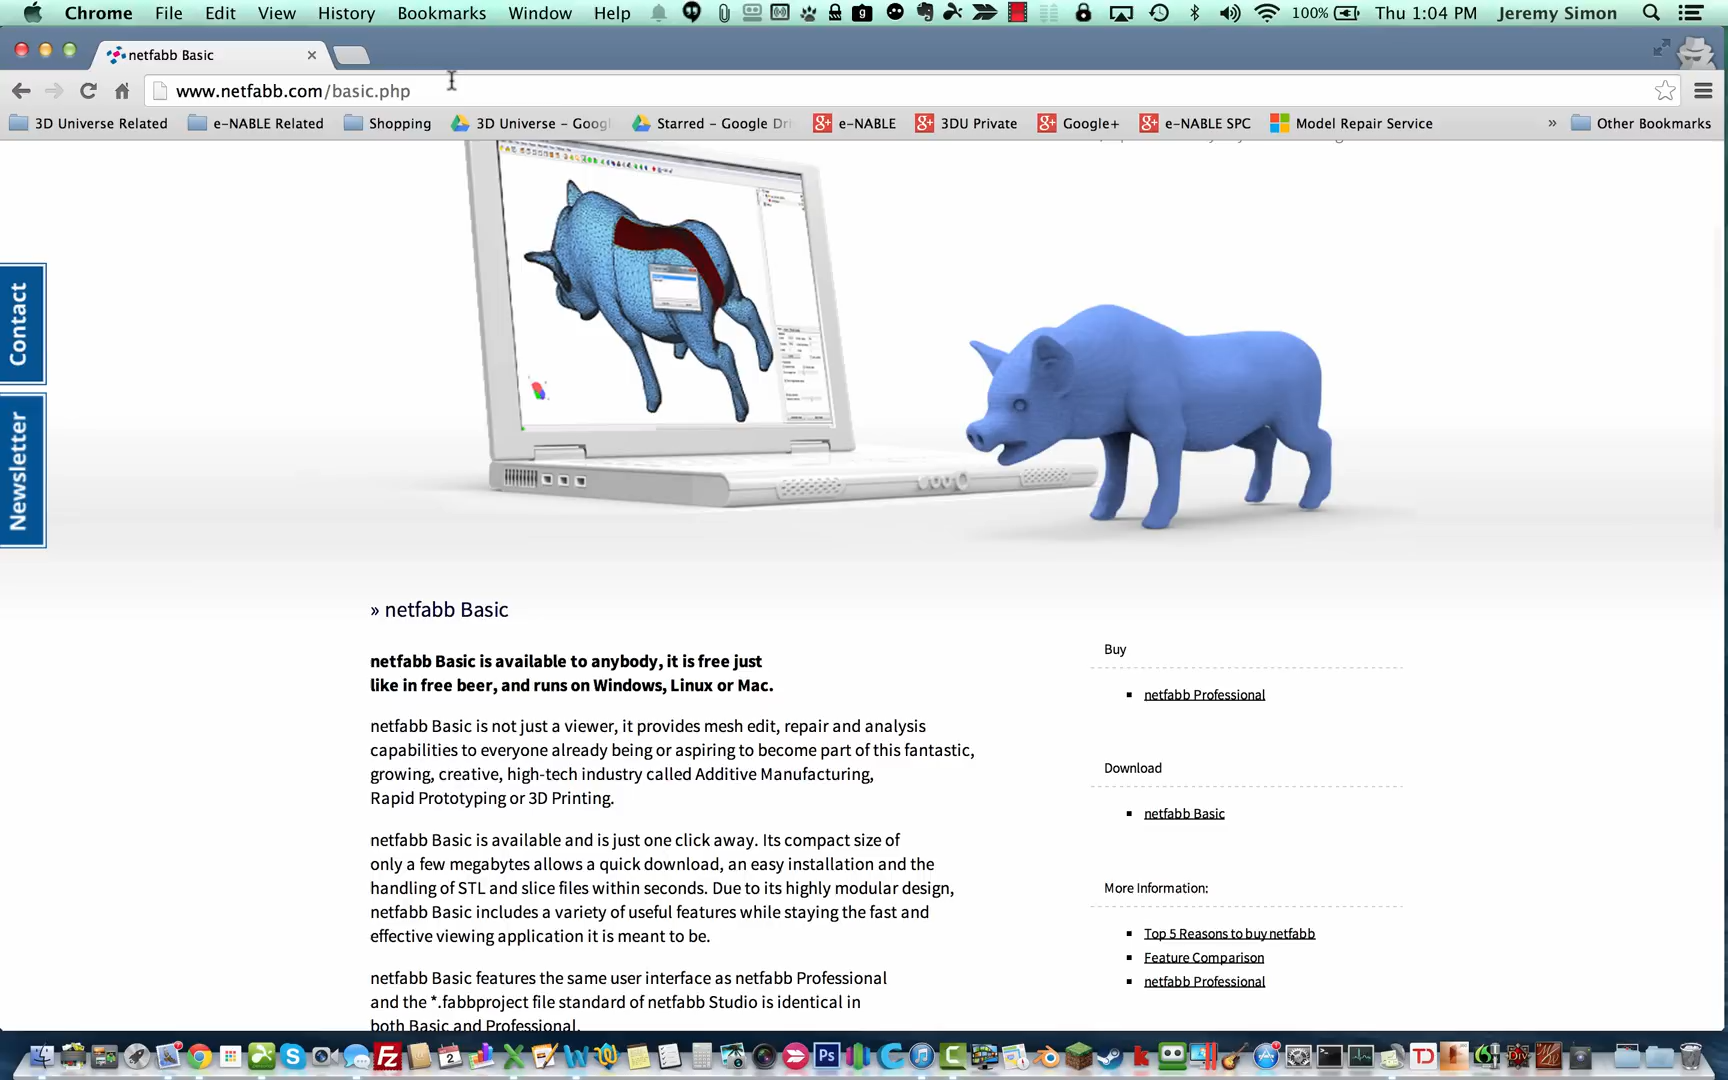 Chrome File Edit View History Bookmarks Window Help 100% Thu 1:04 PM Jeremy Simon
netfabb Basic
www.netfabb.com/basic.php
3D Universe Related e-NABLE Related Shopping 3D Universe – Goog Starred – Google Dri e-NABLE 3DU Private Google+ e-NABLE SPC Model Repair Service » Other Bookmarks
Contact
Newsletter
» netfabb Basic
netfabb Basic is available to anybody, it is free just
like in free beer, and runs on Windows, Linux or Mac.
netfabb Basic is not just a viewer, it provides mesh edit, repair and analysis
capabilities to everyone already being or aspiring to become part of this fantastic,
growing, creative, high-tech industry called Additive Manufacturing,
Rapid Prototyping or 3D Printing.
netfabb Basic is available and is just one click away. Its compact size of
only a few megabytes allows a quick download, an easy installation and the
handling of STL and slice files within seconds. Due to its highly modular design,
netfabb Basic includes a variety of useful features while staying the fast and
effective viewing application it is meant to be.
netfabb Basic features the same user interface as netfabb Professional
and the *.fabbproject file standard of netfabb Studio is identical in
both Basic and Professional.
Buy
netfabb Professional
Download
netfabb Basic
More Information:
Top 5 Reasons to buy netfabb
Feature Comparison
netfabb Professional